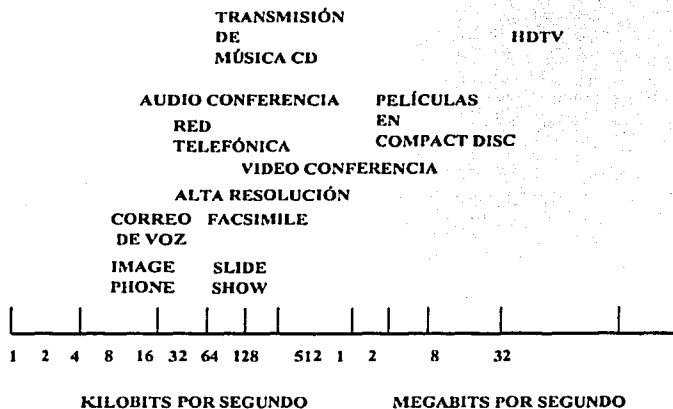 TRANSMISIÓN
DE
MÚSICA CD
HDTV
AUDIO CONFERENCIA
PELÍCULAS
EN
COMPACT DISC
RED
TELEFÓNICA
VIDEO CONFERENCIA
ALTA RESOLUCIÓN
CORREO FACSIMILE
DE VOZ
IMAGE SLIDE
PHONE SHOW
1 2 4 8 16 32 64 128 512 1 2 8 32
KILOBITS POR SEGUNDO MEGABITS POR SEGUNDO